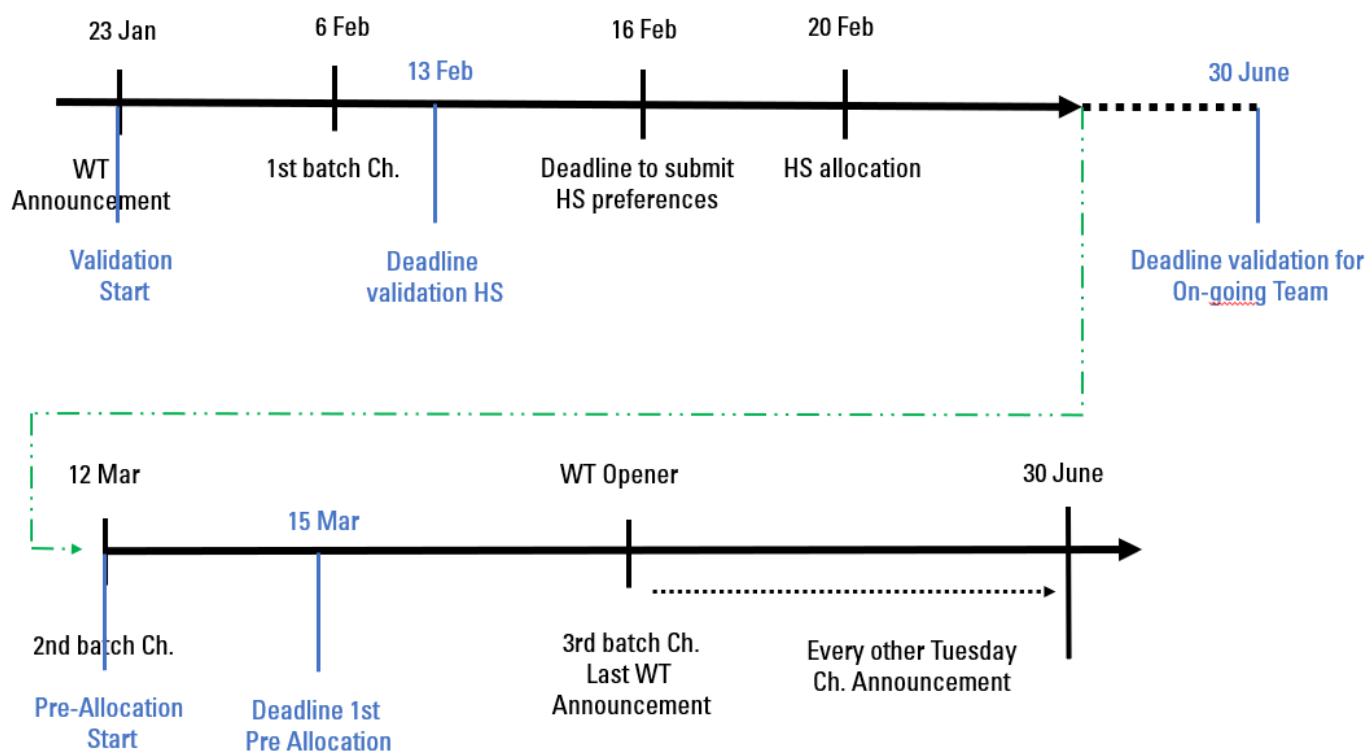 23 Jan
6 Feb
13 Feb
16 Feb
20 Feb
30 June
WT
Announcement
1st batch Ch.
Deadline to submit
HS preferences
HS allocation
Validation
Start
Deadline
validation HS
Deadline validation for
On-going Team
12 Mar
15 Mar
WT Opener
30 June
2nd batch Ch.
3rd batch Ch.
Last WT
Announcement
Every other Tuesday
Ch. Announcement
Pre-Allocation
Start
Deadline 1st
Pre Allocation